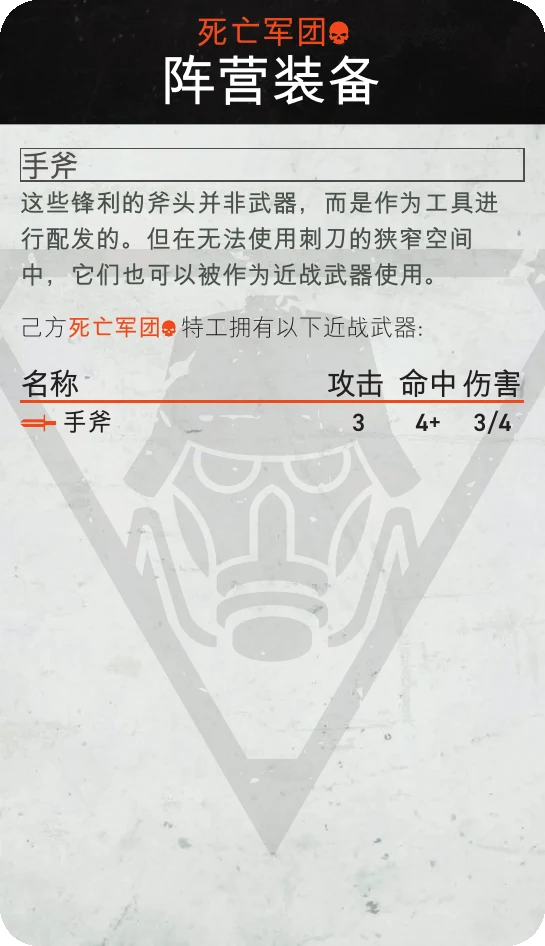 死亡军团
阵营装备
手斧
这些锋利的斧头并非武器，而是作为工具进
行配发的。但在无法使用刺刀的狭窄空间
中，它们也可以被作为近战武器使用。
己方死亡军团特工拥有以下近战武器:
名称 攻击 命中 伤害
手斧 3 4+ 3/4